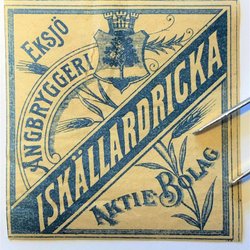 EKSJÖ
ÅNGBRYGGERI
ISKÄLLARDRICKA
AKTIE-BOLAG